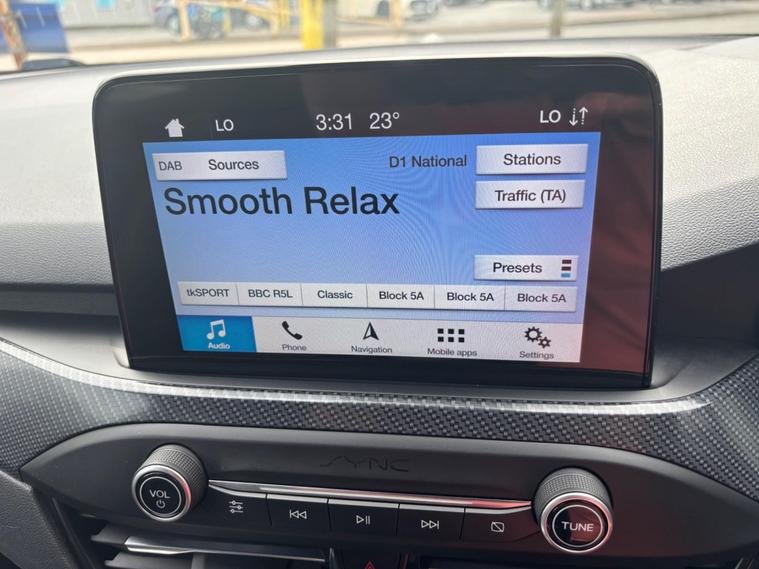 LO 3:31 23° LO
DAB Sources D1 National Stations
Smooth Relax Traffic (TA)
Presets
tkSPORT BBC R5L Classic Block 5A Block 5A Block 5A
Audio Phone Navigation Mobile apps Settings
SYNC
VOL
TUNE